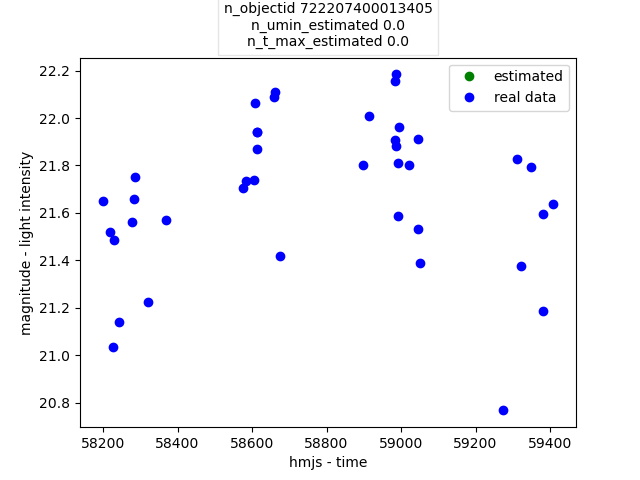 n_objectid 722207400013405
n_umin_estimated 0.0
n_t_max_estimated 0.0
estimated
real data
magnitude - light intensity
22.2
22.0
21.8
21.6
21.4
21.2
21.0
20.8
58200 58400 58600 58800 59000 59200 59400
hmjs - time